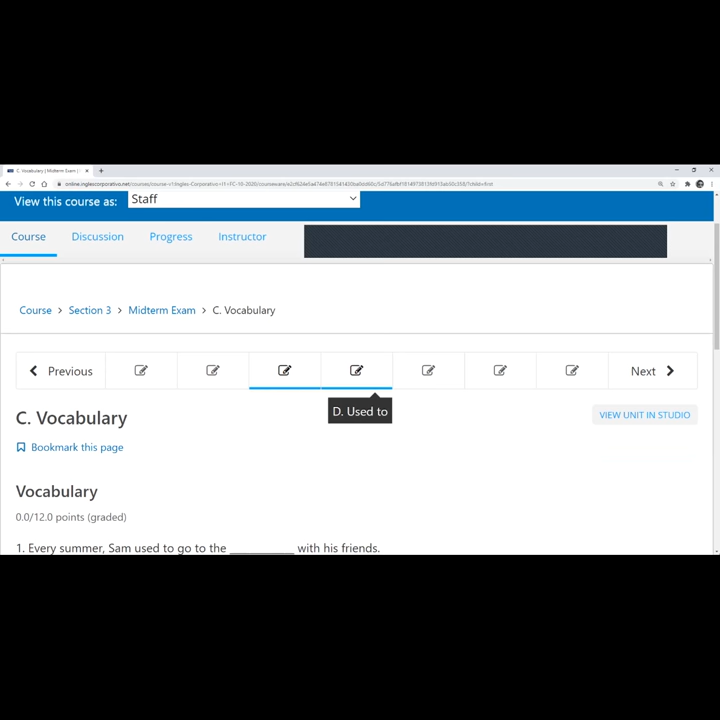 C. Vocabulary | Midterm Exam |
View this course as: Staff
Course Discussion Progress Instructor
Course > Section 3 > Midterm Exam > C. Vocabulary
Previous Next
D. Used to
C. Vocabulary
VIEW UNIT IN STUDIO
Bookmark this page
Vocabulary
0.0/12.0 points (graded)
1. Every summer, Sam used to go to the __________ with his friends.